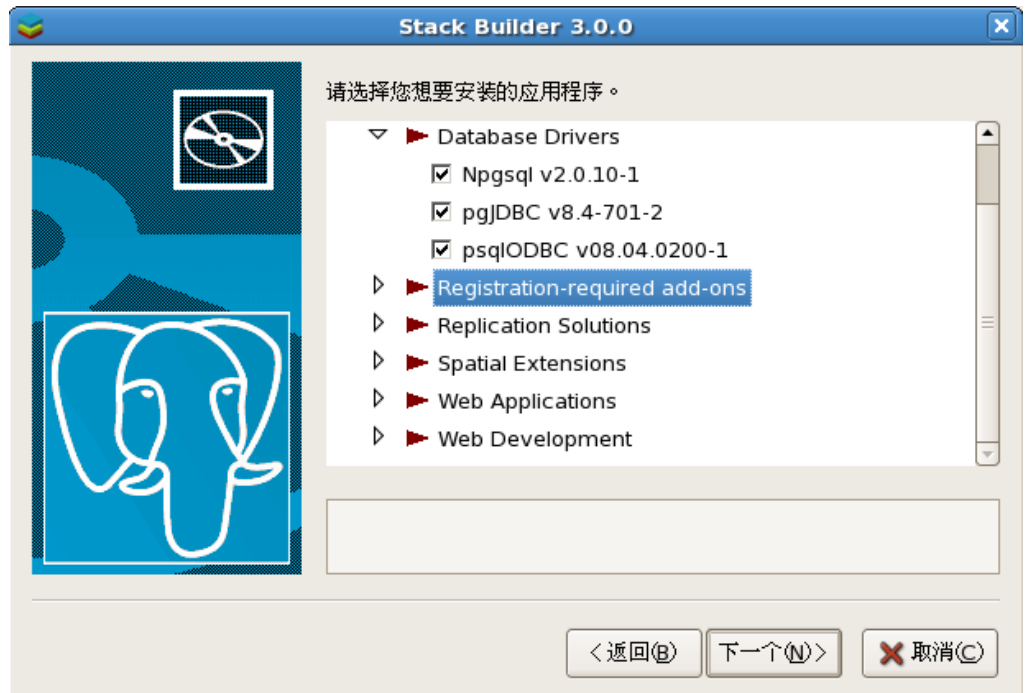 Stack Builder 3.0.0
请选择您想要安装的应用程序。
Database Drivers
Npgsql v2.0.10-1
pgJDBC v8.4-701-2
psqlODBC v08.04.0200-1
Registration-required add-ons
Replication Solutions
Spatial Extensions
Web Applications
Web Development
<返回(B) 下一个(N)> 取消(C)